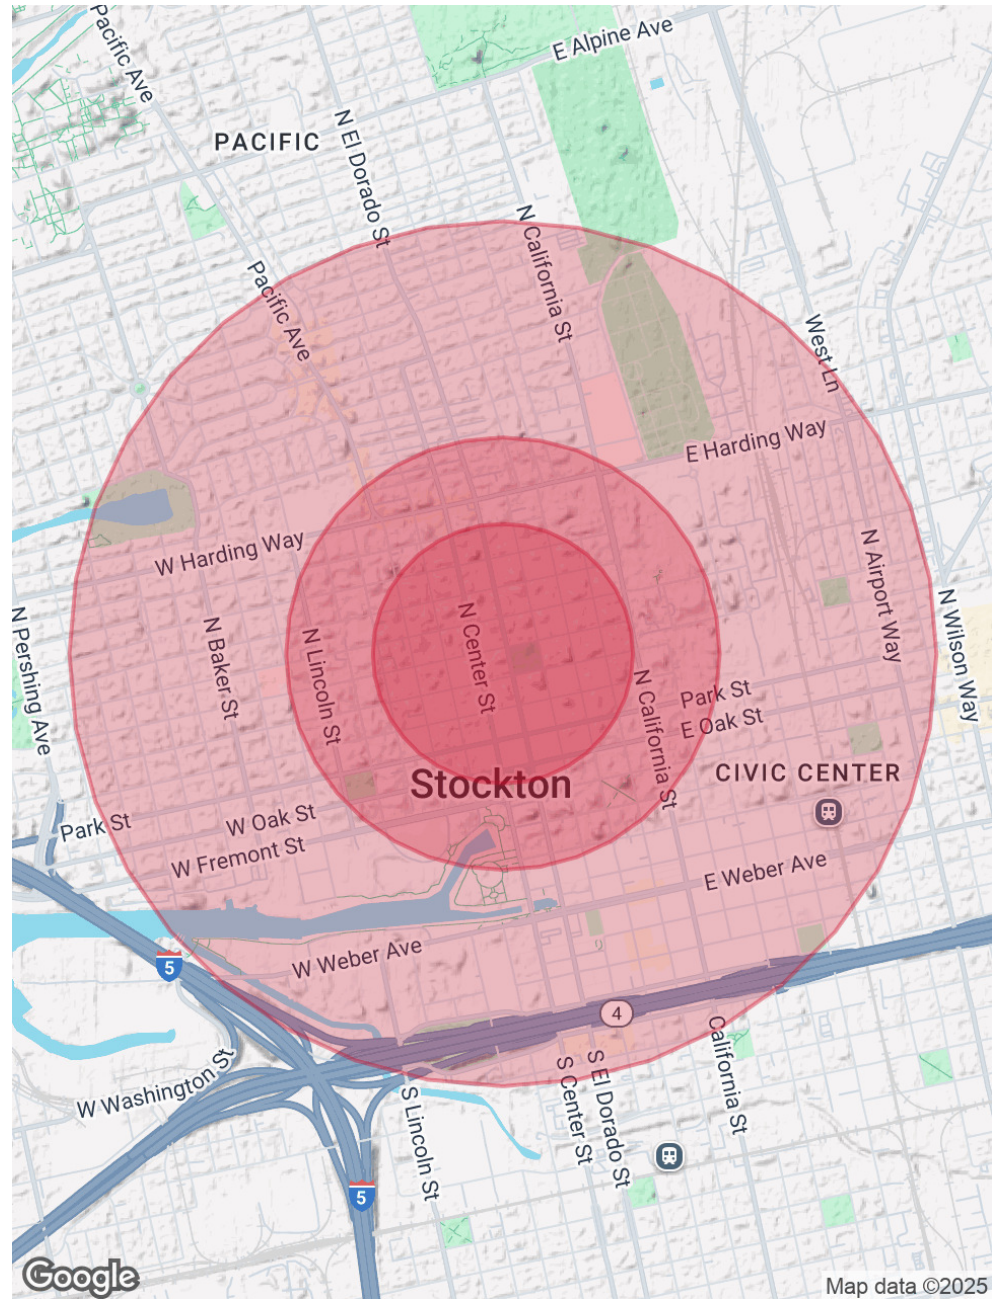 Pacific Ave
E Alpine Ave
PACIFIC
N El Dorado St
N California St
Pacific Ave
West Ln
E Harding Way
W Harding Way
N Airport Way
N Wilson Way
N Pershing Ave
N Baker St
N Lincoln St
N Center St
N California St
Park St
E Oak St
Stockton
CIVIC CENTER
Park St
W Oak St
W Fremont St
E Weber Ave
W Weber Ave
5
4
California St
W Washington St
S Lincoln St
S Center St
S El Dorado St
5
Google
Map data ©2025